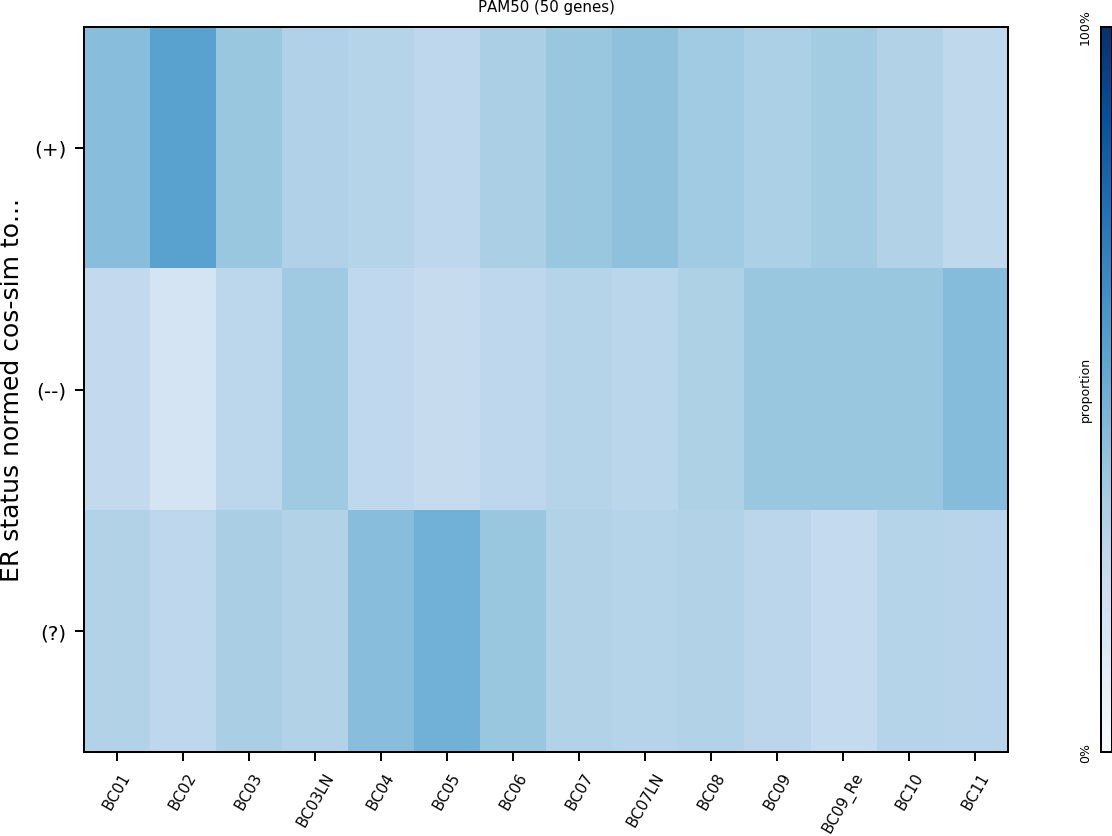 PAM50 (50 genes)
ER status normed cos-sim to...
(+)
(--)
(?)
BC01
BC02
BC03
BC03LN
BC04
BC05
BC06
BC07
BC07LN
BC08
BC09
BC09_Re
BC10
BC11
100%
proportion
0%